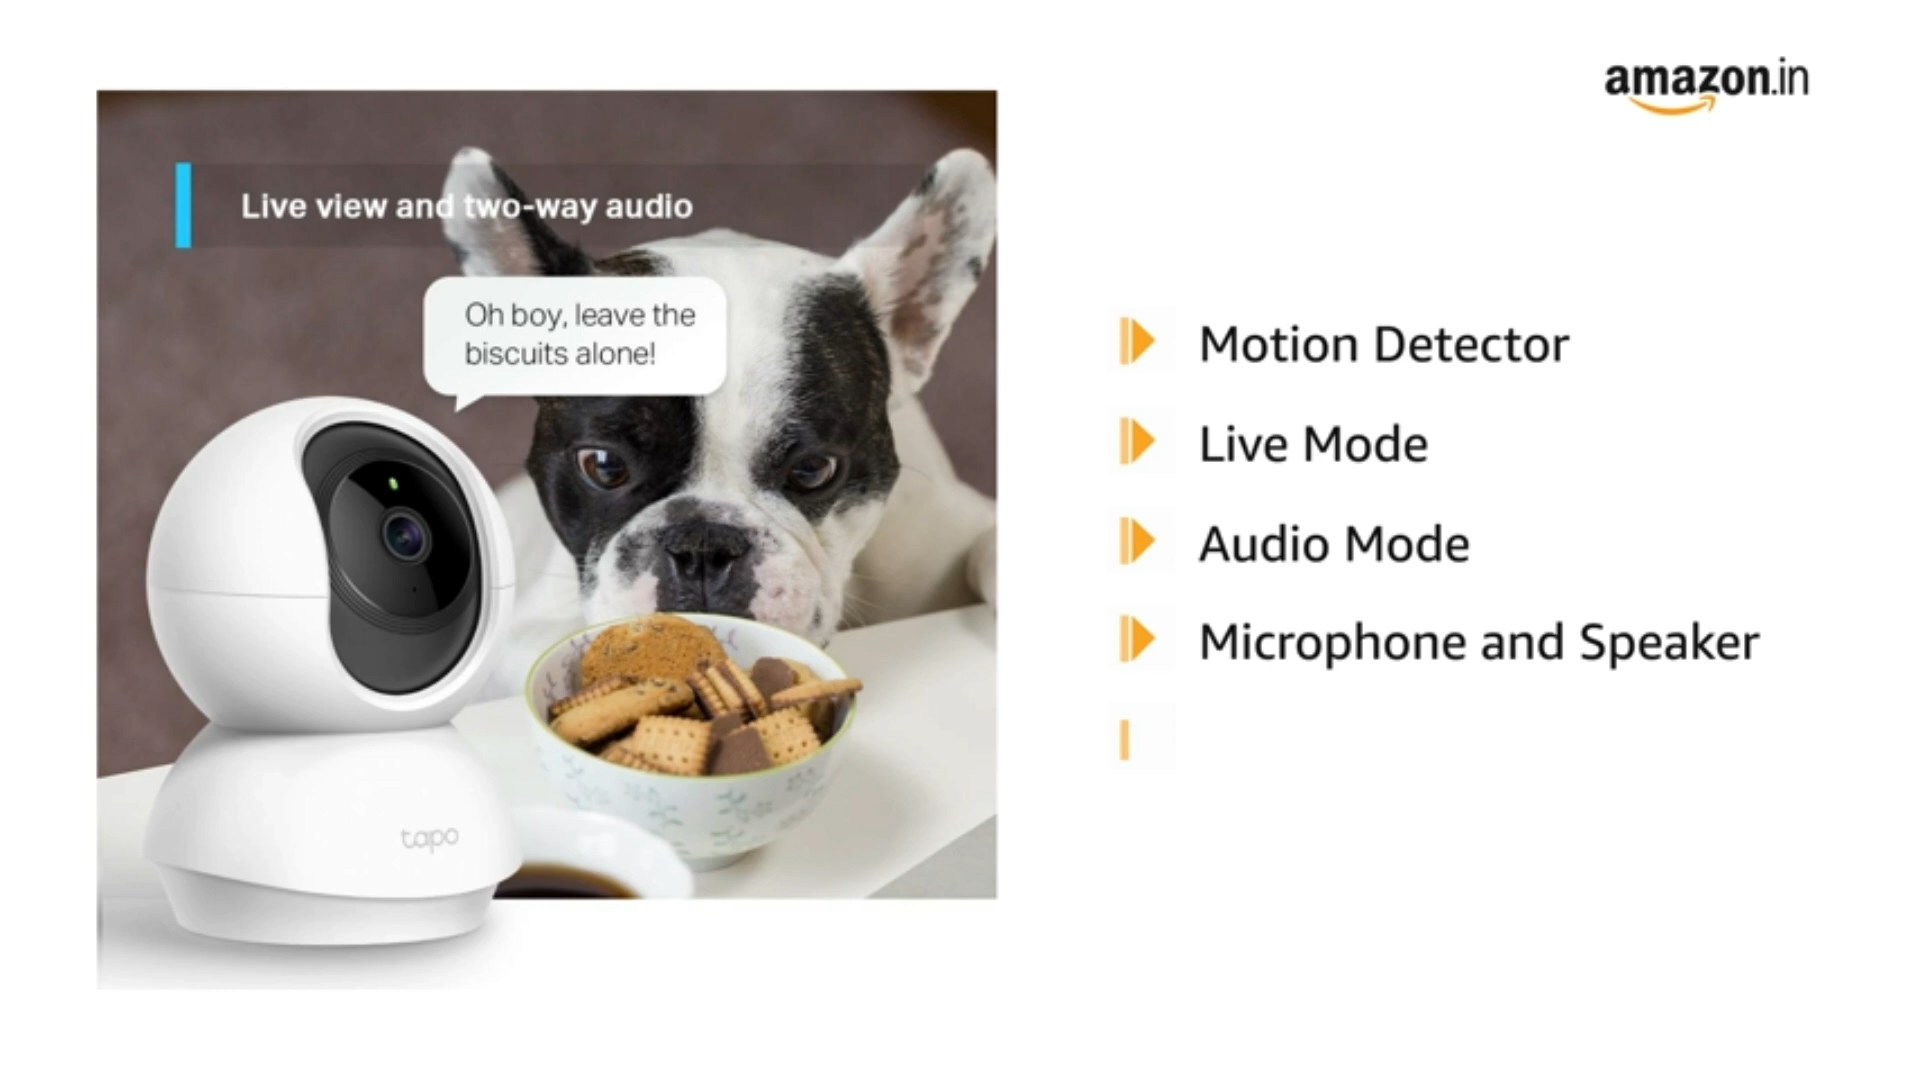 amazon.in
Live view and two-way audio
Oh boy, leave the
biscuits alone!
tapo
Motion Detector
Live Mode
Audio Mode
Microphone and Speaker